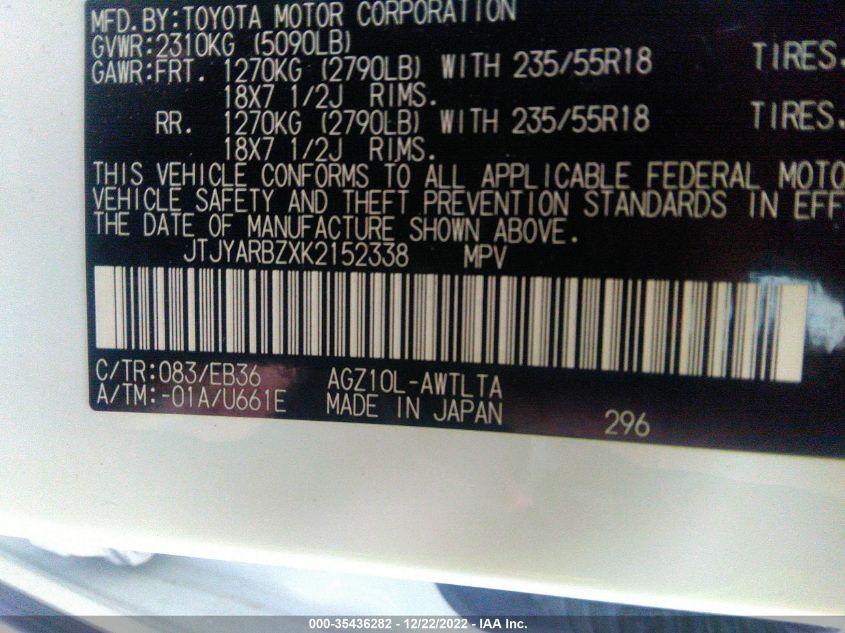 MFD.BY:TOYOTA MOTOR CORPORATION
GVWR:2310KG (5090LB)
GAWR:FRT. 1270KG (2790LB) WITH 235/55R18 TIRES.
18X7 1/2J RIMS.
RR. 1270KG (2790LB) WITH 235/55R18 TIRES.
18X7 1/2J RIMS.
THIS VEHICLE CONFORMS TO ALL APPLICABLE FEDERAL MOTO
VEHICLE SAFETY AND THEFT PREVENTION STANDARDS IN EFF
THE DATE OF MANUFACTURE SHOWN ABOVE.
JTJYARBZXK2152338 MPV
C/TR:083/EB36 AGZ10L-AWTLTA
A/TM:-01A/U661E MADE IN JAPAN 296
000-35436282 - 12/22/2022 - IAA Inc.